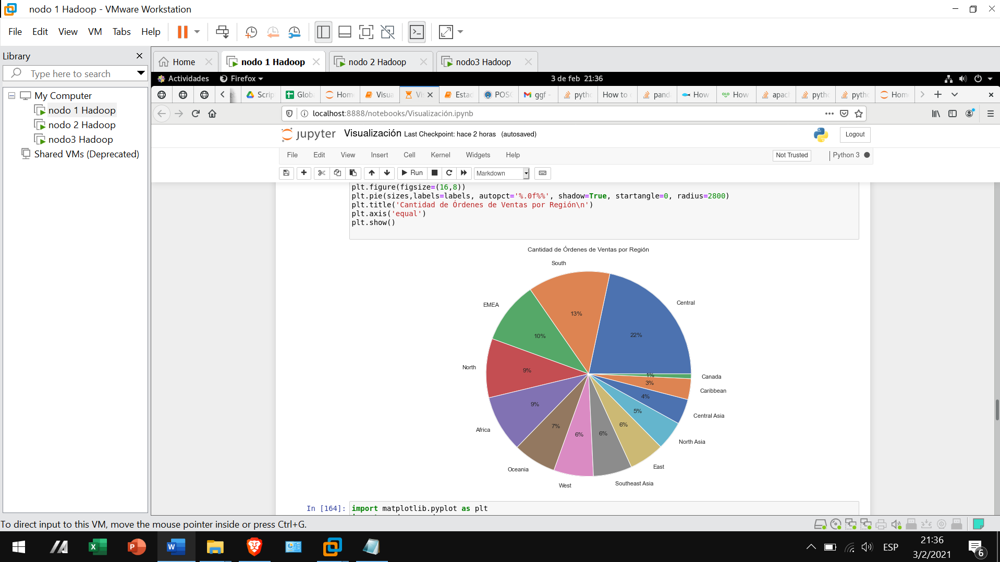 nodo 1 Hadoop - VMware Workstation
File Edit View VM Tabs Help
Library
Type here to search
My Computer
nodo 1 Hadoop
nodo 2 Hadoop
nodo3 Hadoop
Shared VMs (Deprecated)
Home nodo 1 Hadoop nodo 2 Hadoop nodo3 Hadoop
Actividades Firefox 3 de feb 21:36
Scrip Globa Home Visua Vis Estad POSG ggf - pytho How to panda How How apach pytho pytho Home
localhost:8888/notebooks/Visualización.ipynb
jupyter Visualización Last Checkpoint: hace 2 horas (autosaved)
Logout
File Edit View Insert Cell Kernel Widgets Help
Not Trusted Python 3
Run Markdown
plt.figure(figsize=(16,8))
plt.pie(sizes,labels=labels, autopct='%.0f%%', shadow=True, startangle=0, radius=2800)
plt.title('Cantidad de Órdenes de Ventas por Región\n')
plt.axis('equal')
plt.show()
Cantidad de Órdenes de Ventas por Región
South
Central
EMEA
13%
22%
10%
North
9%
Canada
1%
3%
Caribbean
4%
9%
5%
Central Asia
Africa
7%
6%
6%
6%
North Asia
East
Oceania
Southeast Asia
West
In [164]: import matplotlib.pyplot as plt
To direct input to this VM, move the mouse pointer inside or press Ctrl+G.
ESP
21:36
3/2/2021
6